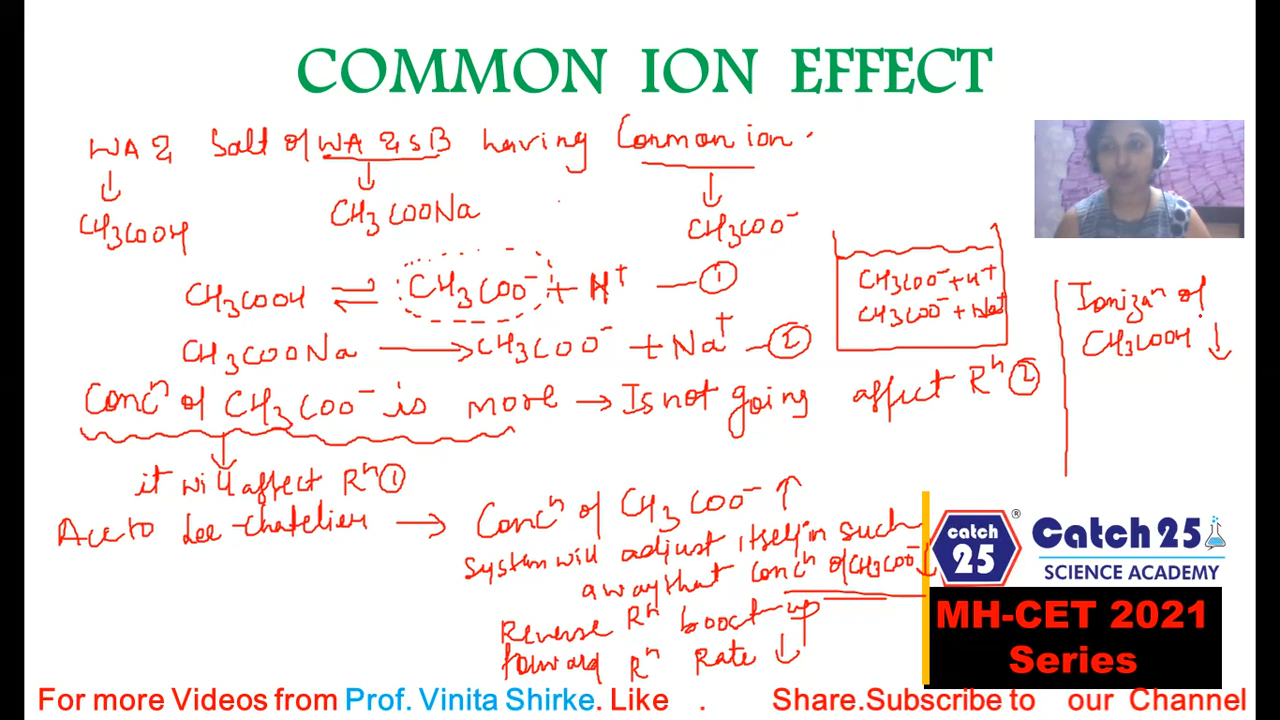 COMMON ION EFFECT
WA & Salt of WA & SB having Common ion
↓ ↓ ↓
CH3COOH CH3COONa CH3COO⁻
CH3COOH ⇌ CH3COO⁻ + H⁺ — ①
CH3COONa → CH3COO⁻ + Na⁺ — ②
CH3COO⁻ + H⁺
CH3COO⁻ + Na⁺
Ionizaⁿ of
CH3COOH ↓
Concⁿ of CH3COO⁻ is more → Is not going affect Rⁿ ②
it will affect Rⁿ ①
Acc to Lee-chatelier → Concⁿ of CH3COO⁻ ↑
system will adjust itself in such
a way that concⁿ of CH3COO⁻ ↓
Reverse Rⁿ boost up
forward Rⁿ Rate ↓
catch
25
®
Catch 25
SCIENCE ACADEMY
MH-CET 2021
Series
For more Videos from Prof. Vinita Shirke. Like . Share.Subscribe to our Channel